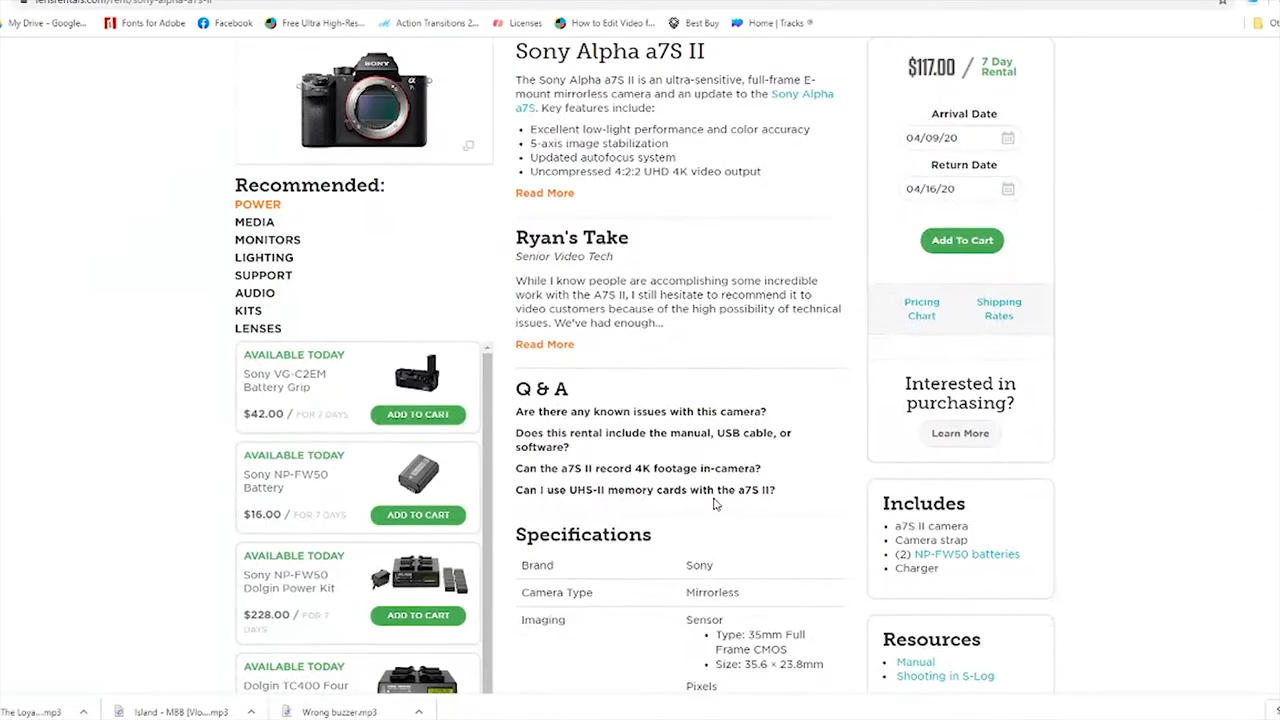 lensrentals.com/rent/sony-alpha-a7s-ii
My Drive - Google...
Fonts for Adobe
Facebook
Free Ultra High-Res...
Action Transitions 2...
Licenses
How to Edit Video f...
Best Buy
Home | Tracks
SONY
Recommended:
POWER
MEDIA
MONITORS
LIGHTING
SUPPORT
AUDIO
KITS
LENSES
AVAILABLE TODAY
Sony VG-C2EM
Battery Grip
$42.00 / FOR 7 DAYS
ADD TO CART
AVAILABLE TODAY
Sony NP-FW50
Battery
$16.00 / FOR 7 DAYS
ADD TO CART
AVAILABLE TODAY
Sony NP-FW50
Dolgin Power Kit
$228.00 / FOR 7
DAYS
ADD TO CART
AVAILABLE TODAY
Dolgin TC400 Four
Sony Alpha a7S II
The Sony Alpha a7S II is an ultra-sensitive, full-frame E-
mount mirrorless camera and an update to the Sony Alpha
a7S. Key features include:
• Excellent low-light performance and color accuracy
• 5-axis image stabilization
• Updated autofocus system
• Uncompressed 4:2:2 UHD 4K video output
Read More
Ryan's Take
Senior Video Tech
While I know people are accomplishing some incredible
work with the A7S II, I still hesitate to recommend it to
video customers because of the high possibility of technical
issues. We've had enough...
Read More
Q & A
Are there any known issues with this camera?
Does this rental include the manual, USB cable, or
software?
Can the a7S II record 4K footage in-camera?
Can I use UHS-II memory cards with the a7S II?
Specifications
Brand Sony
Camera Type Mirrorless
Imaging Sensor
• Type: 35mm Full
Frame CMOS
• Size: 35.6 × 23.8mm
Pixels
$117.00 / 7 Day
Rental
Arrival Date
04/09/20
Return Date
04/16/20
Add To Cart
Pricing
Chart
Shipping
Rates
Interested in
purchasing?
Learn More
Includes
• a7S II camera
• Camera strap
• (2) NP-FW50 batteries
• Charger
Resources
• Manual
• Shooting in S-Log
The Loya....mp3
Island - MBB [Vlo....mp3
Wrong buzzer.mp3